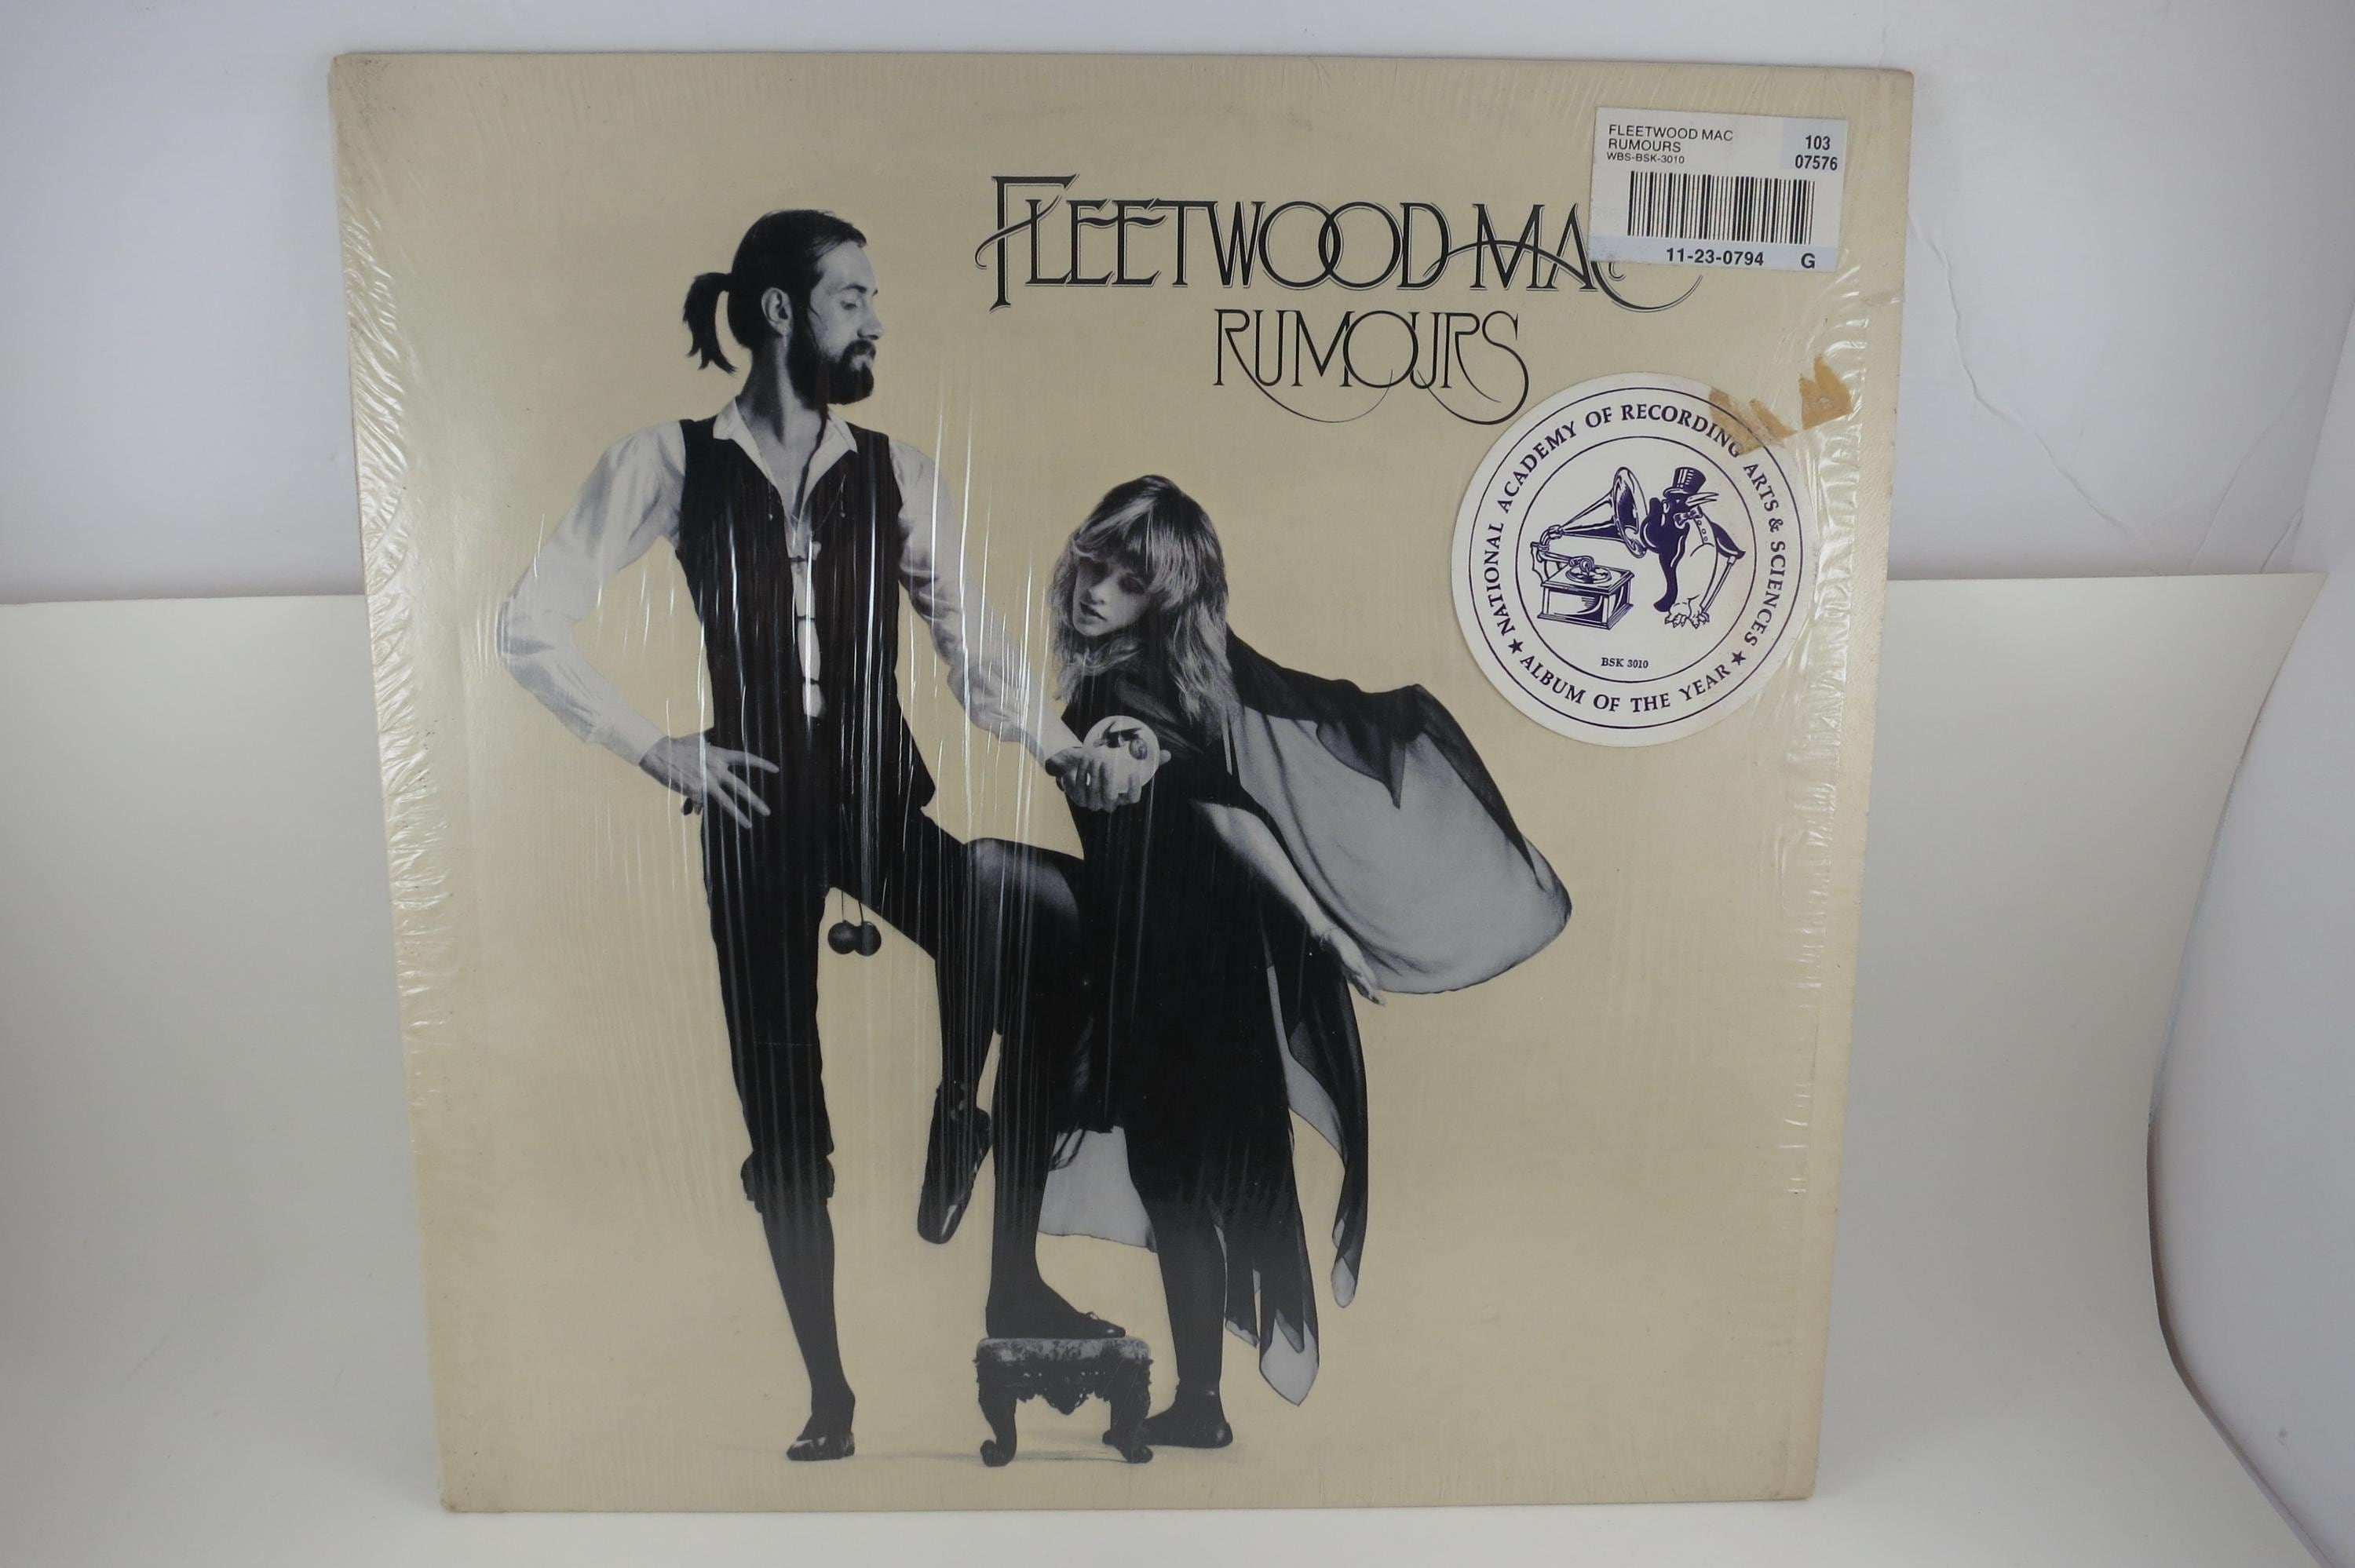 FLEETWOOD MAC
RUMOURS
WBS-BSK-3010
103
07576
11-23-0794 G
FLEETWOOD MAC
RUMOURS
NATIONAL ACADEMY OF RECORDING ARTS & SCIENCES
BSK 3010
★ ALBUM OF THE YEAR ★